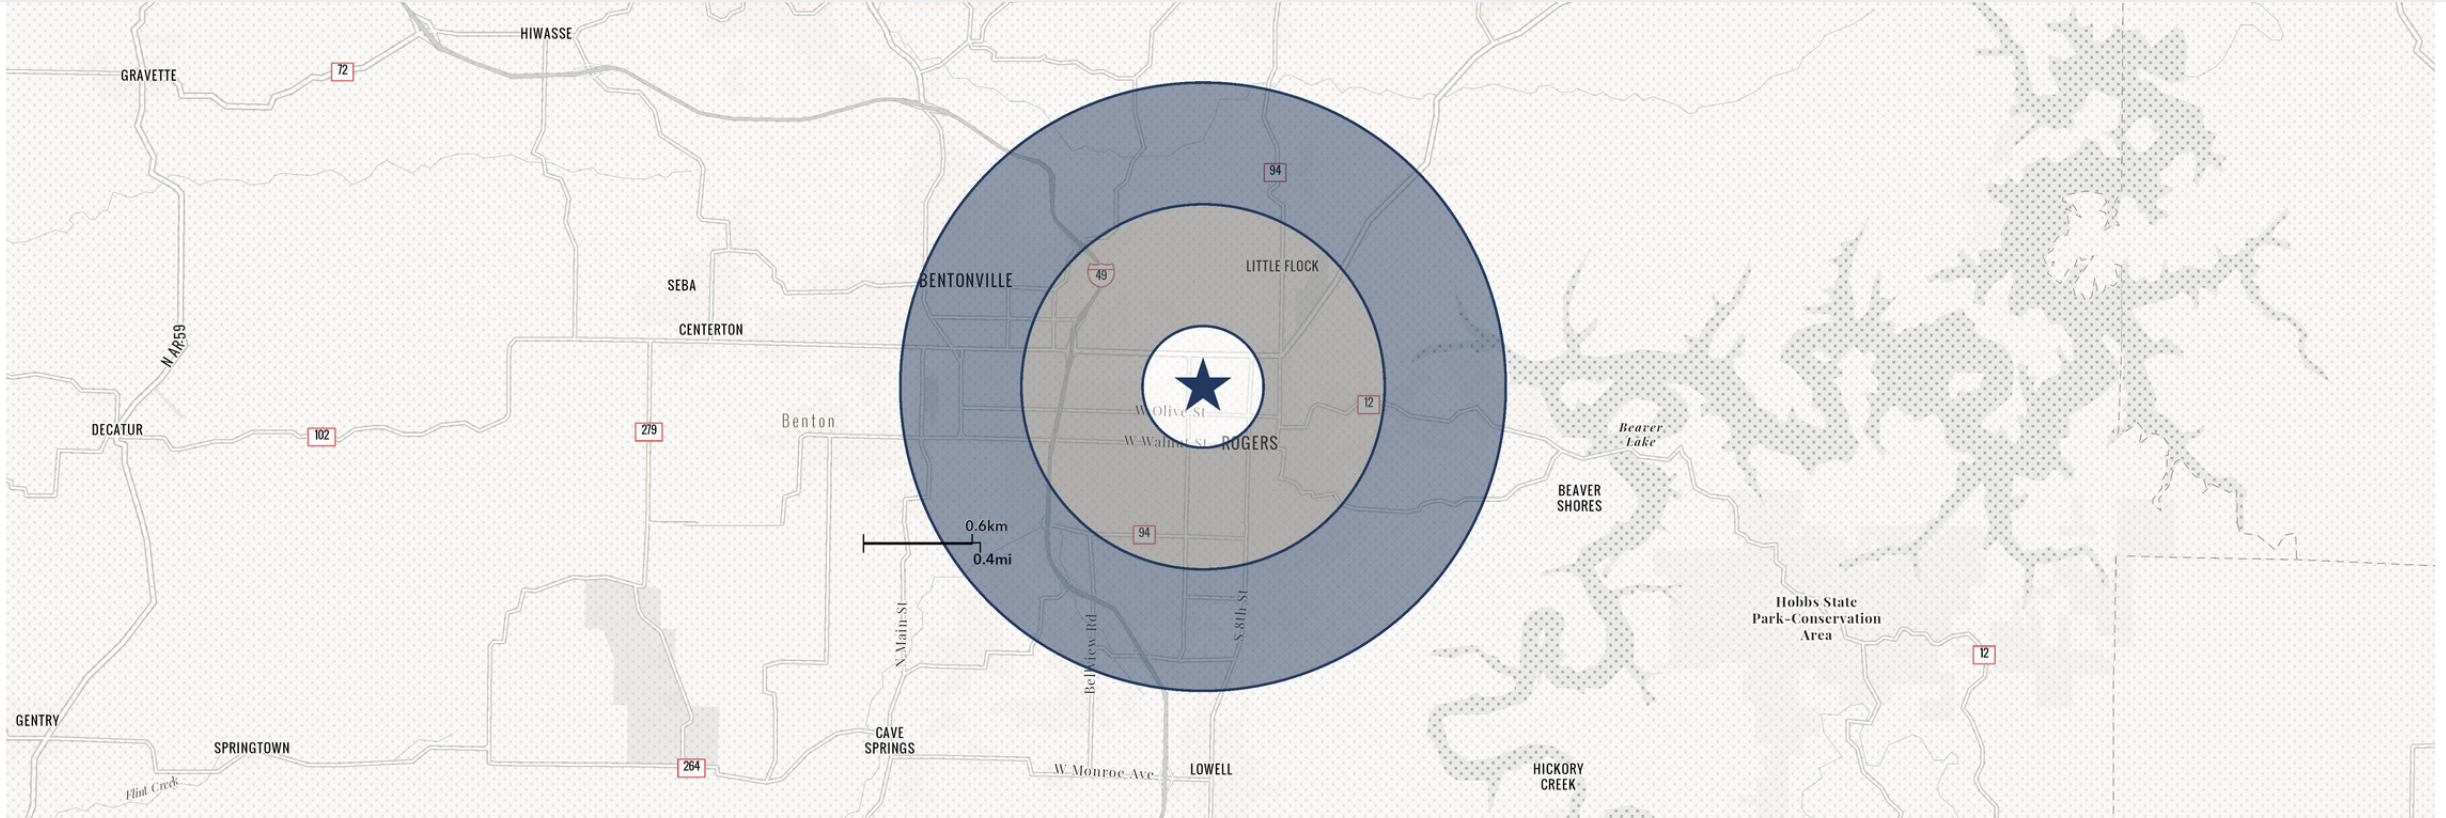 HIWASSE
72
GRAVETTE
94
LITTLE FLOCK
49
BENTONVILLE
SEBA
CENTERTON
N AR 59
12
W Olive St
Benton
Beaver
Lake
DECATUR
102
279
W Walnut St
ROGERS
BEAVER
SHORES
0.6km
94
0.4mi
Hobbs State
Park-Conservation
Area
N Main St
Bellview Rd
S 8th St
12
GENTRY
SPRINGTOWN
CAVE
SPRINGS
264
W Monroe Ave
LOWELL
HICKORY
CREEK
Flint Creek